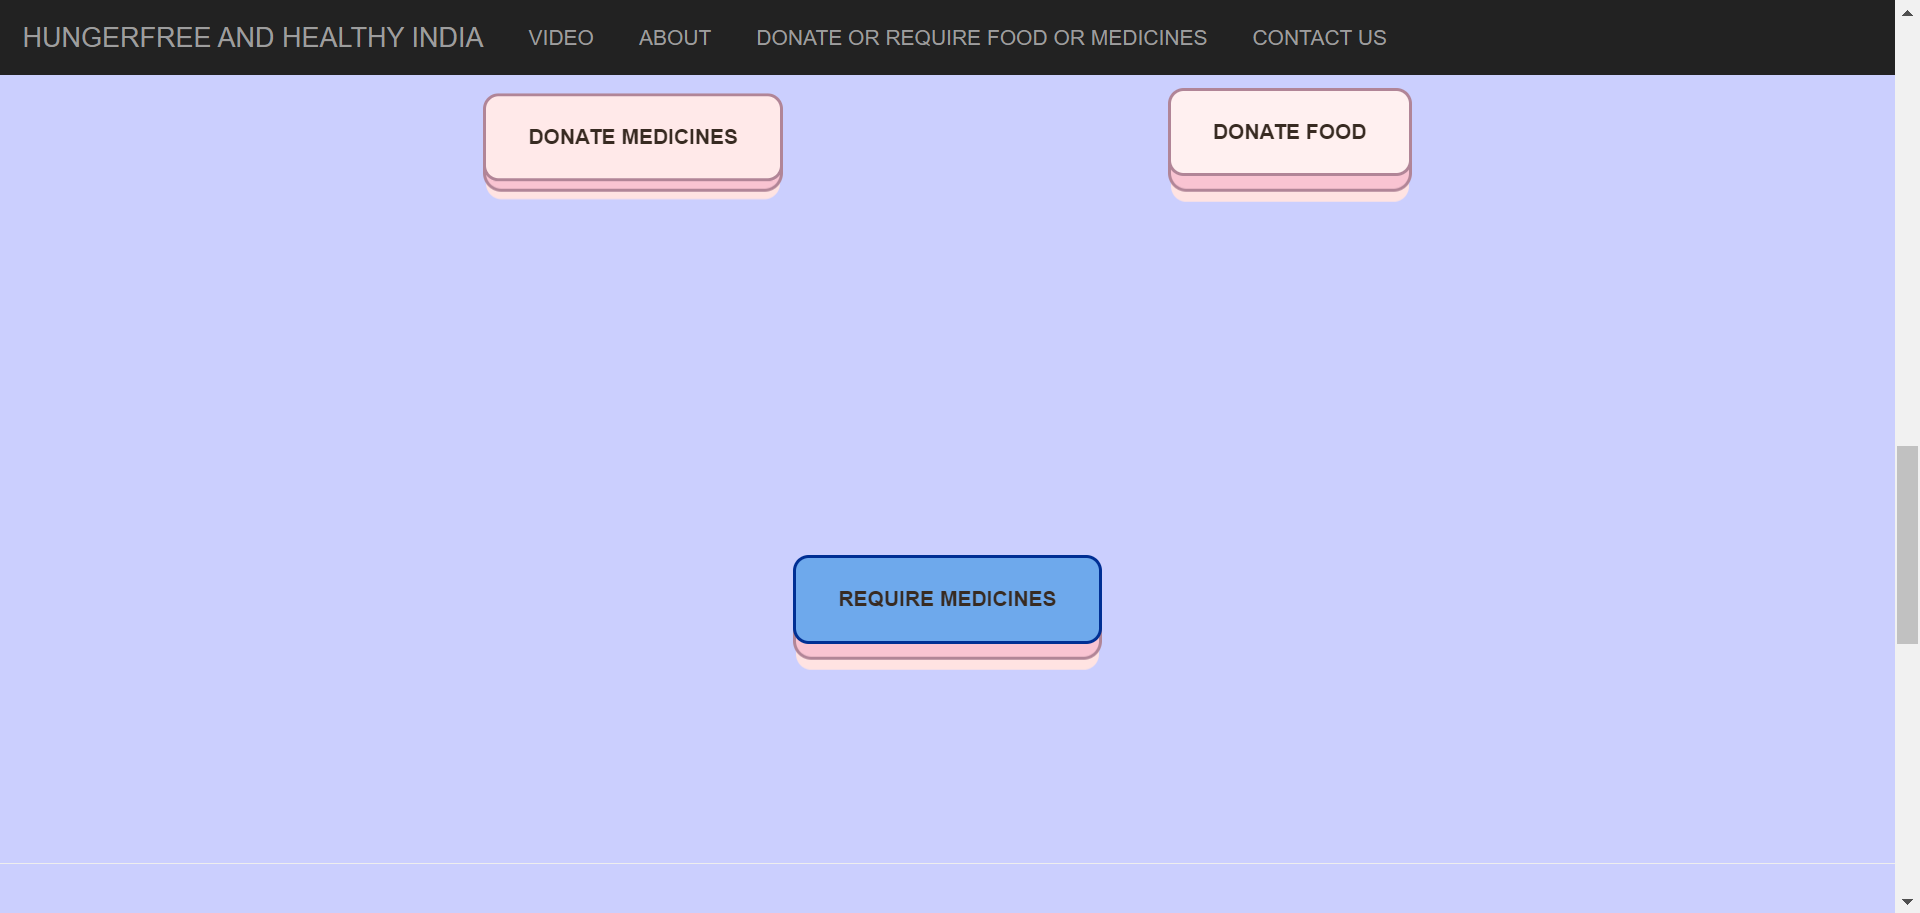 HUNGERFREE AND HEALTHY INDIA VIDEO ABOUT DONATE OR REQUIRE FOOD OR MEDICINES CONTACT US
DONATE MEDICINES DONATE FOOD
REQUIRE MEDICINES